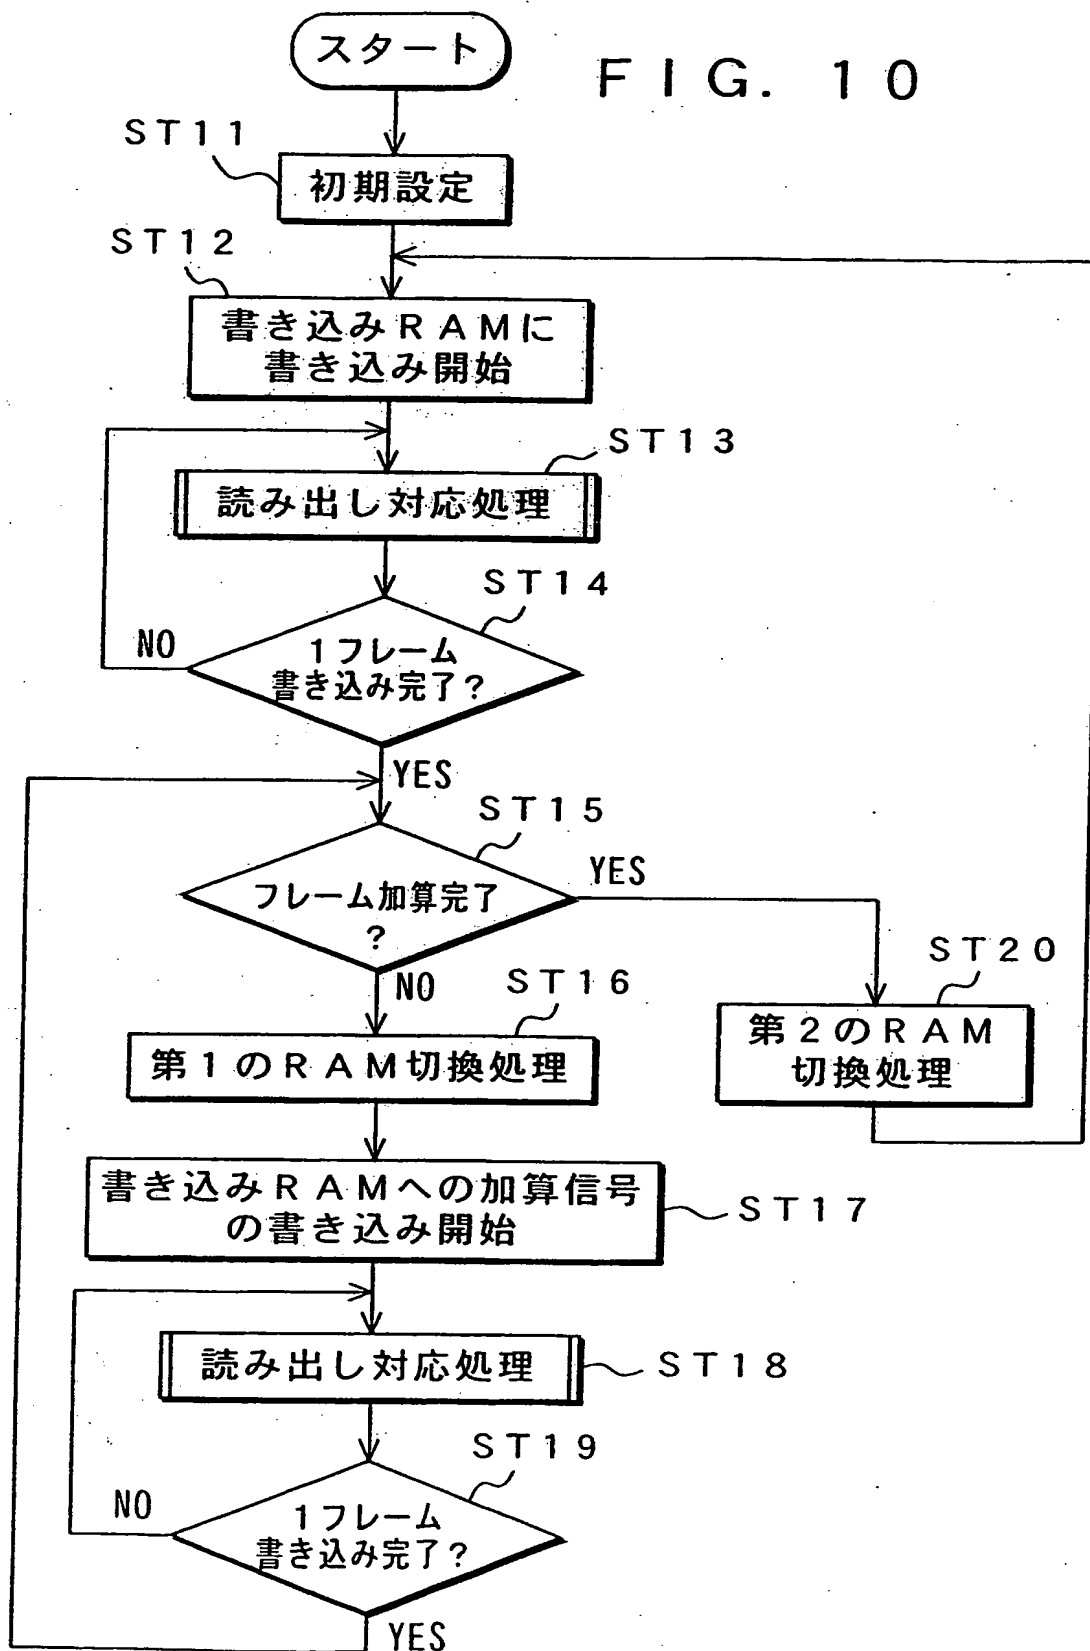 スタート
FIG. 10
ST11
初期設定
ST12
書き込みRAMに
書き込み開始
ST13
読み出し対応処理
ST14
NO
1フレーム
書き込み完了?
YES
ST15
YES
フレーム加算完了
?
NO
ST16
ST20
第1のRAM切換処理
第2のRAM
切換処理
書き込みRAMへの加算信号
の書き込み開始
ST17
読み出し対応処理
ST18
ST19
NO
1フレーム
書き込み完了?
YES